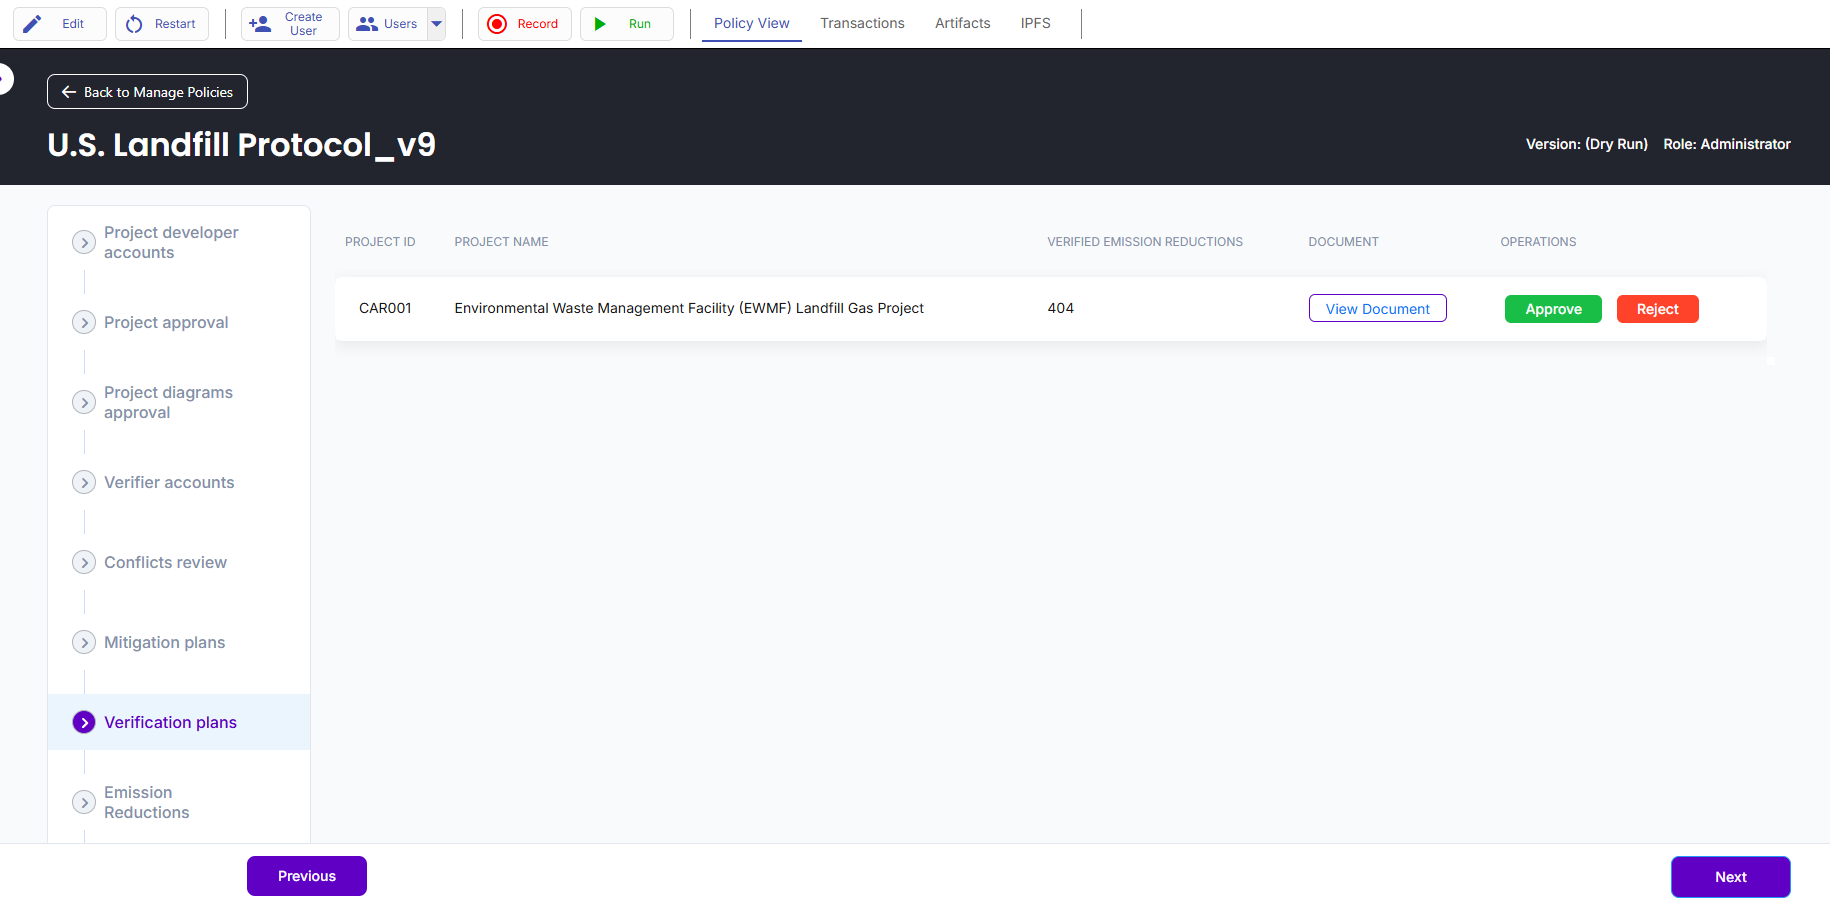 Edit
Restart
Create
User
Users
Record
Run
Policy View
Transactions
Artifacts
IPFS
Back to Manage Policies
U.S. Landfill Protocol_v9
Version: (Dry Run)
Role: Administrator
Project developer
accounts
Project approval
Project diagrams
approval
Verifier accounts
Conflicts review
Mitigation plans
Verification plans
Emission
Reductions
PROJECT ID
PROJECT NAME
VERIFIED EMISSION REDUCTIONS
DOCUMENT
OPERATIONS
CAR001
Environmental Waste Management Facility (EWMF) Landfill Gas Project
404
View Document
Approve
Reject
Previous
Next